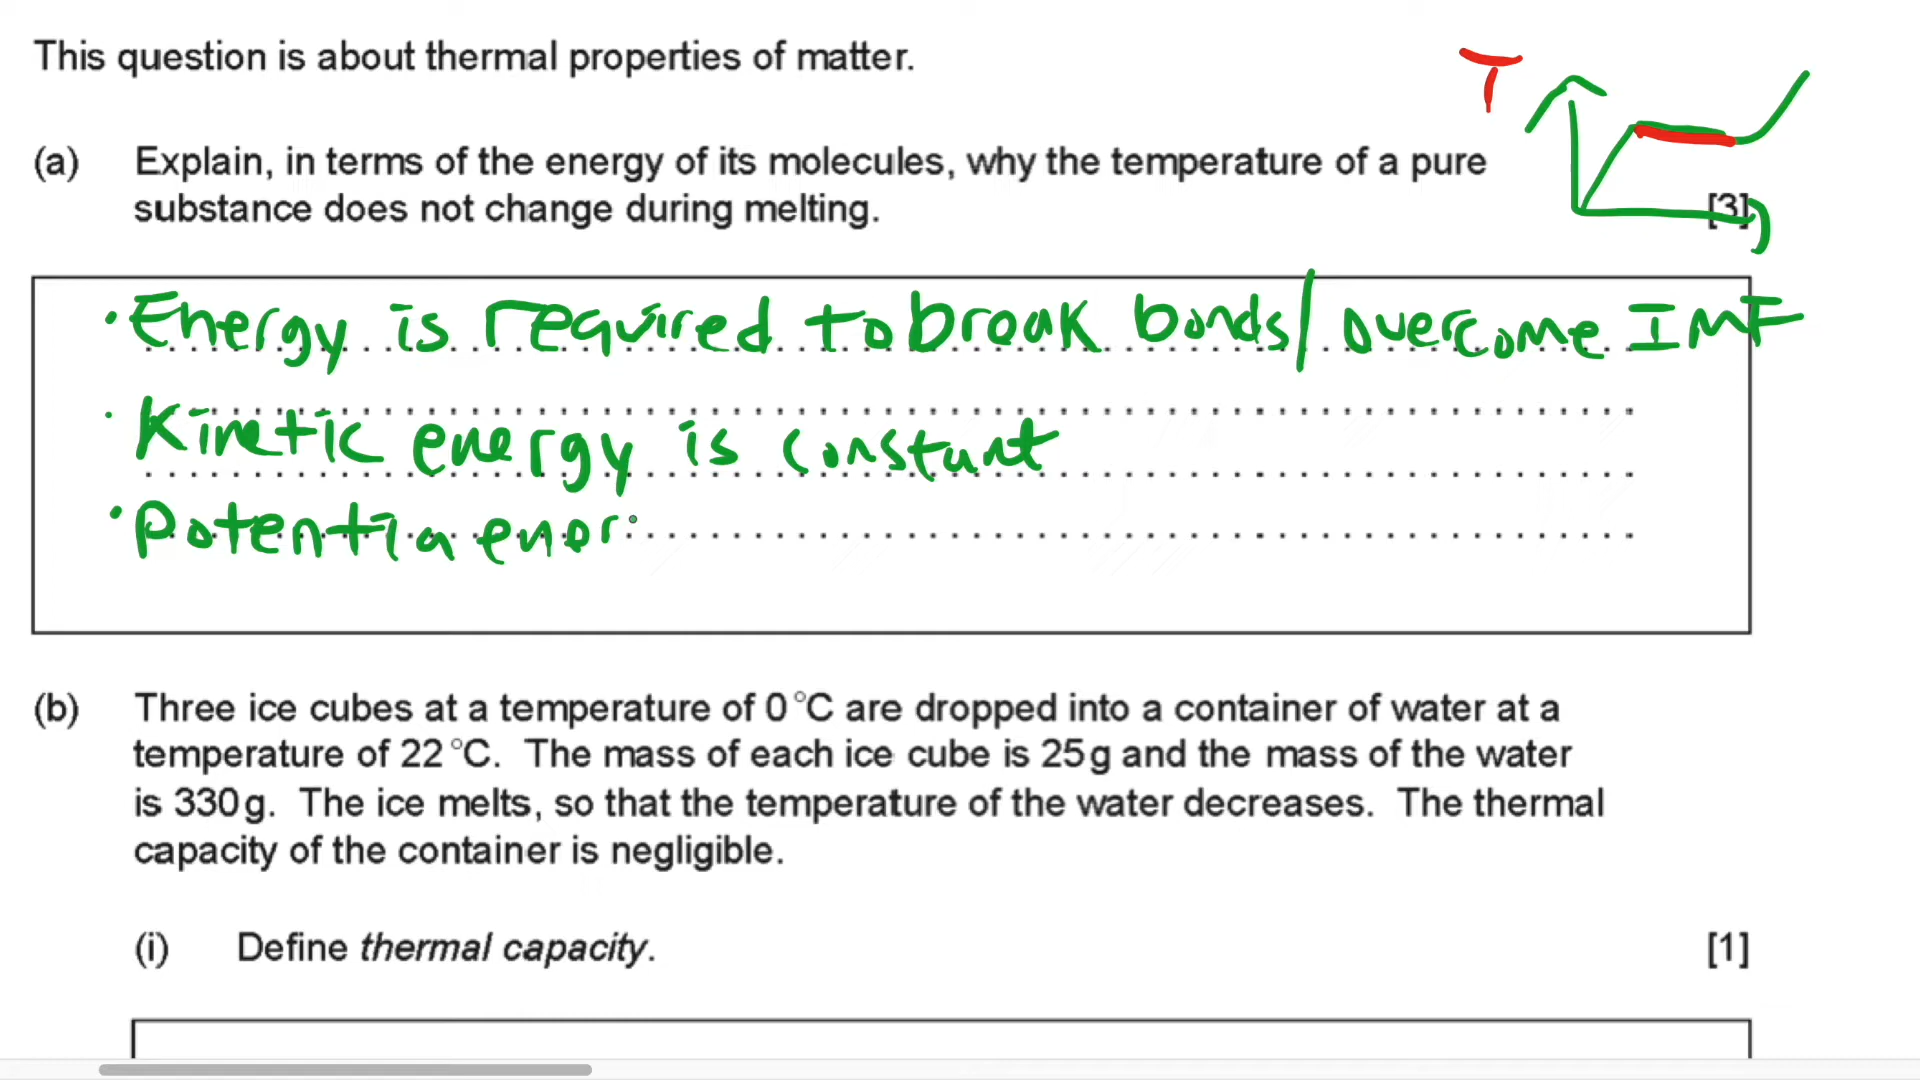 This question is about thermal properties of matter.
T
(a) Explain, in terms of the energy of its molecules, why the temperature of a pure
substance does not change during melting. [3]
• Energy is required to break bonds/overcome IMF
• Kinetic energy is constant
• Potentia ener
(b) Three ice cubes at a temperature of 0°C are dropped into a container of water at a
temperature of 22°C. The mass of each ice cube is 25g and the mass of the water
is 330g. The ice melts, so that the temperature of the water decreases. The thermal
capacity of the container is negligible.
(i) Define thermal capacity. [1]